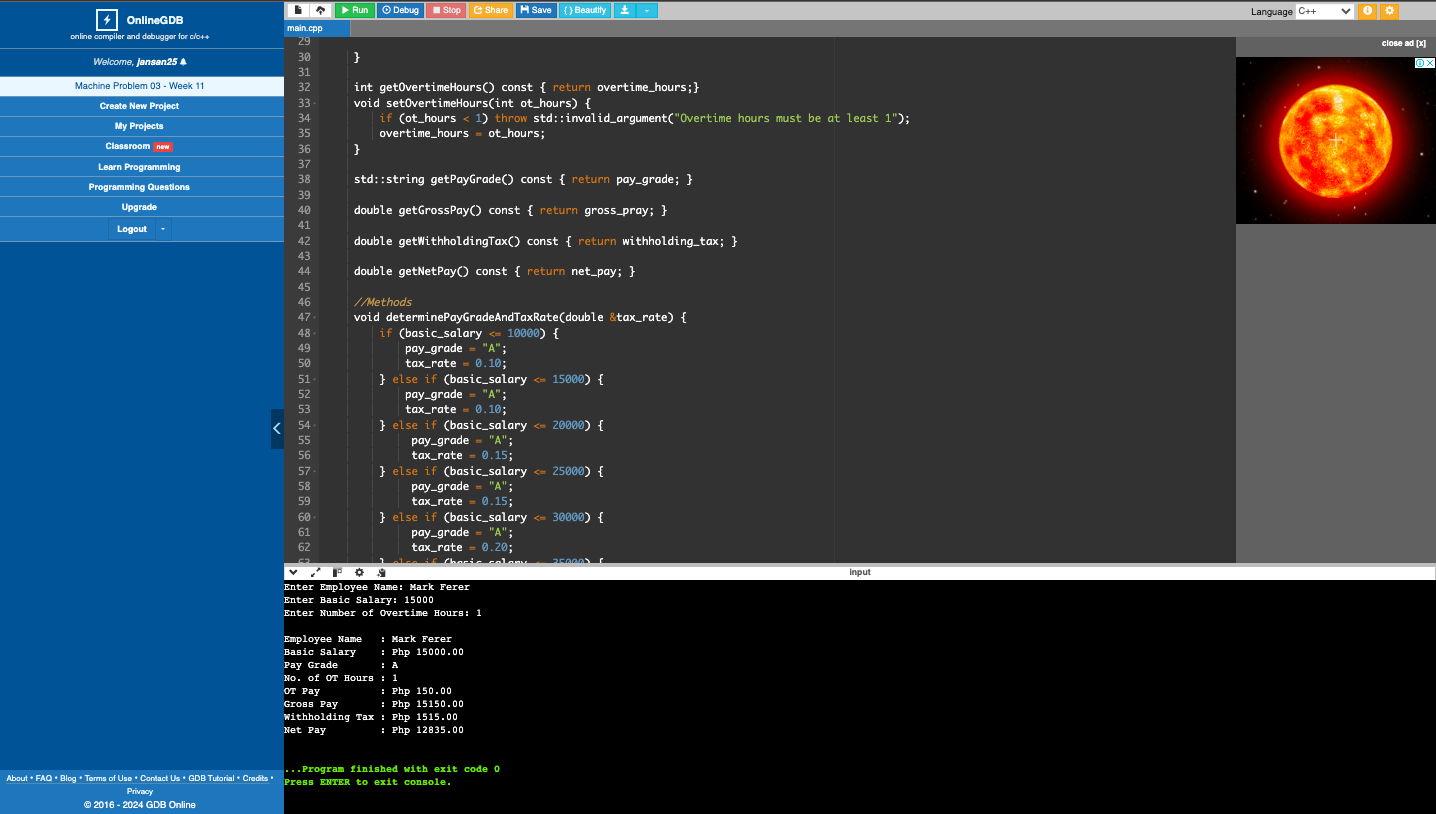 OnlineGDB
online compiler and debugger for c/c++
Welcome, jansan25
Machine Problem 03 - Week 11
Create New Project
My Projects
Classroom new
Learn Programming
Programming Questions
Upgrade
Logout
About • FAQ • Blog • Terms of Use • Contact Us • GDB Tutorial • Credits •
Privacy
© 2016 - 2024 GDB Online
Run Debug Stop Share Save {} Beautify
Language C++
main.cpp
close ad [x]
29
30 }
31
32 int getOvertimeHours() const { return overtime_hours;}
33 void setOvertimeHours(int ot_hours) {
34 if (ot_hours < 1) throw std::invalid_argument("Overtime hours must be at least 1");
35 overtime_hours = ot_hours;
36 }
37
38 std::string getPayGrade() const { return pay_grade; }
39
40 double getGrossPay() const { return gross_pray; }
41
42 double getWithholdingTax() const { return withholding_tax; }
43
44 double getNetPay() const { return net_pay; }
45
46 //Methods
47 void determinePayGradeAndTaxRate(double &tax_rate) {
48 if (basic_salary <= 10000) {
49 pay_grade = "A";
50 tax_rate = 0.10;
51 } else if (basic_salary <= 15000) {
52 pay_grade = "A";
53 tax_rate = 0.10;
54 } else if (basic_salary <= 20000) {
55 pay_grade = "A";
56 tax_rate = 0.15;
57 } else if (basic_salary <= 25000) {
58 pay_grade = "A";
59 tax_rate = 0.15;
60 } else if (basic_salary <= 30000) {
61 pay_grade = "A";
62 tax_rate = 0.20;
63 } else if (basic_salary <= 35000) {
input
Enter Employee Name: Mark Ferer
Enter Basic Salary: 15000
Enter Number of Overtime Hours: 1
Employee Name : Mark Ferer
Basic Salary : Php 15000.00
Pay Grade : A
No. of OT Hours : 1
OT Pay : Php 150.00
Gross Pay : Php 15150.00
Withholding Tax : Php 1515.00
Net Pay : Php 12835.00
...Program finished with exit code 0
Press ENTER to exit console.